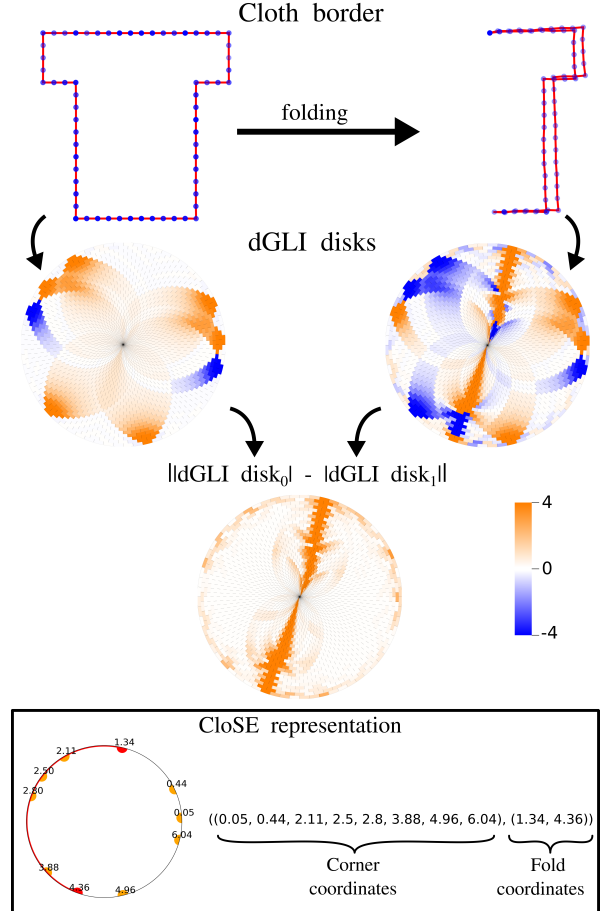 Cloth border
folding
dGLI disks
||dGLI disk₀| - |dGLI disk₁||
4
0
-4
CloSE representation
1.34
2.11
2.50
0.44
2.80
0.05
6.04
3.88
4.36
4.96
((0.05, 0.44, 2.11, 2.5, 2.8, 3.88, 4.96, 6.04), (1.34, 4.36))
Corner coordinates
Fold coordinates